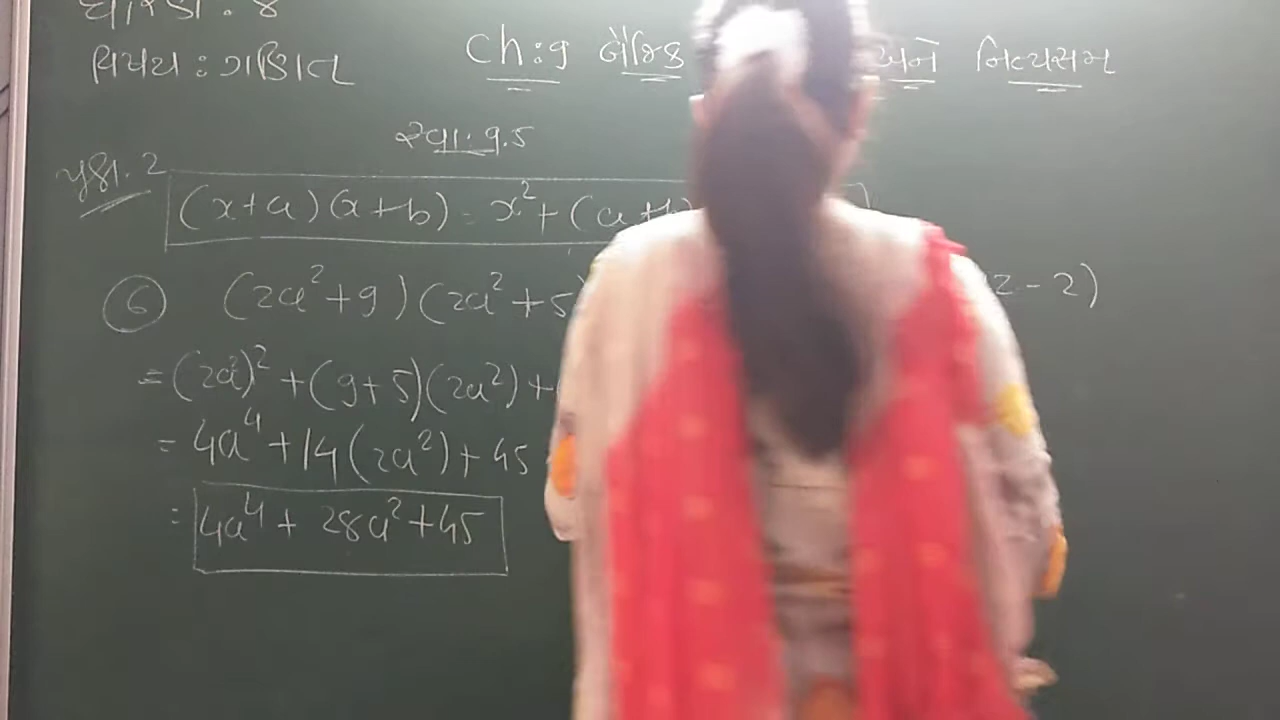 ધોરણ : 8
વિષય : ગણિત
Ch : 9 બૈજિક અને નિત્યસમ
સ્વા. 9.5
પ્રશ્ન. 2
(x+a)(x+b) = x² + (a+b
⑥ (2a²+9)(2a²+5) z-2)
= (2a²)² + (9+5)(2a²) +
= 4a⁴ + 14(2a²) + 45
= 4a⁴ + 28a² + 45